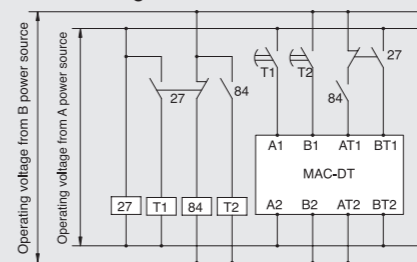 Operating voltage from B power source
Operating voltage from A power source
T1
T2
27
27
84
84
A1 B1 AT1 BT1
MAC-DT
A2 B2 AT2 BT2
27
T1
84
T2